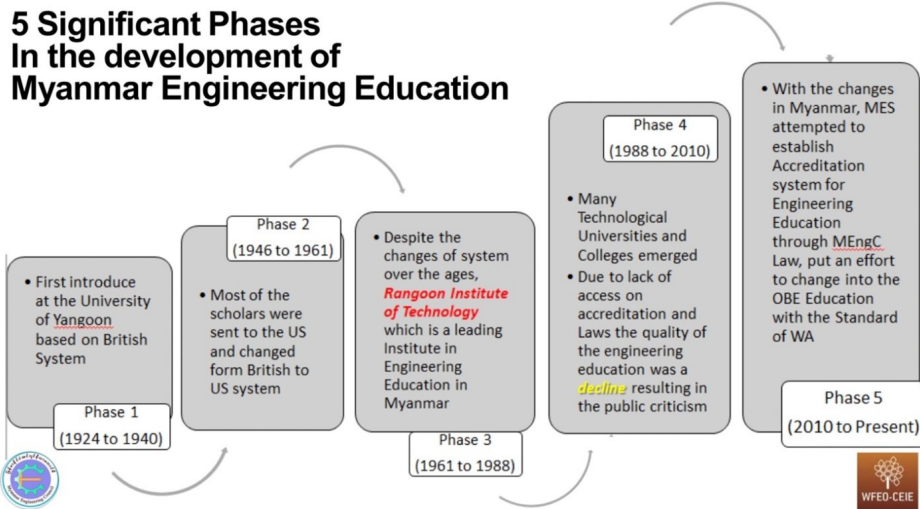 5 Significant Phases
In the development of
Myanmar Engineering Education
• First introduce
at the University
of Yangoon
based on British
System
Phase 1
(1924 to 1940)
Phase 2
(1946 to 1961)
• Most of the
scholars were
sent to the US
and changed
form British to
US system
• Despite the
changes of system
over the ages,
Rangoon Institute
of Technology
which is a leading
Institute in
Engineering
Education in
Myanmar
Phase 3
(1961 to 1988)
Phase 4
(1988 to 2010)
• Many
Technological
Universities and
Colleges emerged
• Due to lack of
access on
accreditation and
Laws the quality of
the engineering
education was a
decline resulting in
the public criticism
• With the changes
in Myanmar, MES
attempted to
establish
Accreditation
system for
Engineering
Education
through MEngC
Law, put an effort
to change into the
OBE Education
with the Standard
of WA
Phase 5
(2010 to Present)
Myanmar Engineering Council
WFEO-CEIE